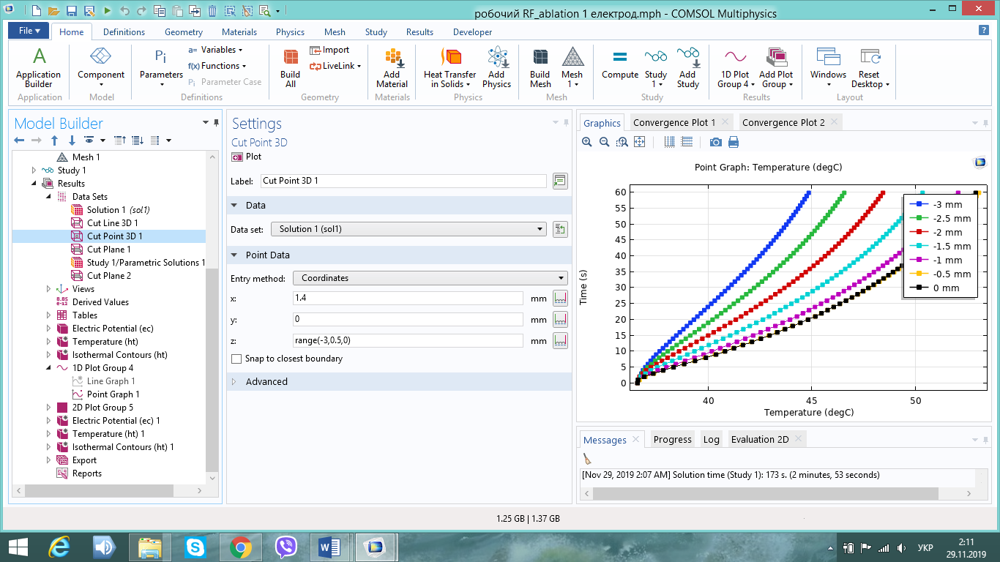 робочий RF_ablation 1 електрод.mph - COMSOL Multiphysics
File Home Definitions Geometry Materials Physics Mesh Study Results Developer
Application Builder
Application
Component
Model
Parameters
Pi
a= Variables
f(x) Functions
Pi Parameter Case
Definitions
Build All
Import
LiveLink
Geometry
Add Material
Materials
Heat Transfer in Solids
Add Physics
Physics
Build Mesh
Mesh 1
Mesh
Compute
Study 1
Add Study
Study
1D Plot Group 4
Add Plot Group
Results
Windows
Reset Desktop
Layout
Model Builder
Mesh 1
Study 1
Results
Data Sets
Solution 1 (sol1)
Cut Line 3D 1
Cut Point 3D 1
Cut Plane 1
Study 1/Parametric Solutions 1
Cut Plane 2
Views
8.85
e-12
Derived Values
Tables
Electric Potential (ec)
Temperature (ht)
Isothermal Contours (ht)
1D Plot Group 4
Line Graph 1
Point Graph 1
2D Plot Group 5
Electric Potential (ec) 1
Temperature (ht) 1
Isothermal Contours (ht) 1
Export
Reports
Settings
Cut Point 3D
Plot
Label: Cut Point 3D 1
Data
Data set: Solution 1 (sol1)
Point Data
Entry method: Coordinates
x: 1.4 mm
y: 0 mm
z: range(-3,0.5,0) mm
Snap to closest boundary
Advanced
Graphics Convergence Plot 1 Convergence Plot 2
Point Graph: Temperature (degC)
60
55
50
45
40
35
30
25
20
15
10
5
0
Time (s)
40 45 50
Temperature (degC)
-3 mm
-2.5 mm
-2 mm
-1.5 mm
-1 mm
-0.5 mm
0 mm
Messages Progress Log Evaluation 2D
[Nov 29, 2019 2:07 AM] Solution time (Study 1): 173 s. (2 minutes, 53 seconds)
1.25 GB | 1.37 GB
УКР
2:11
29.11.2019